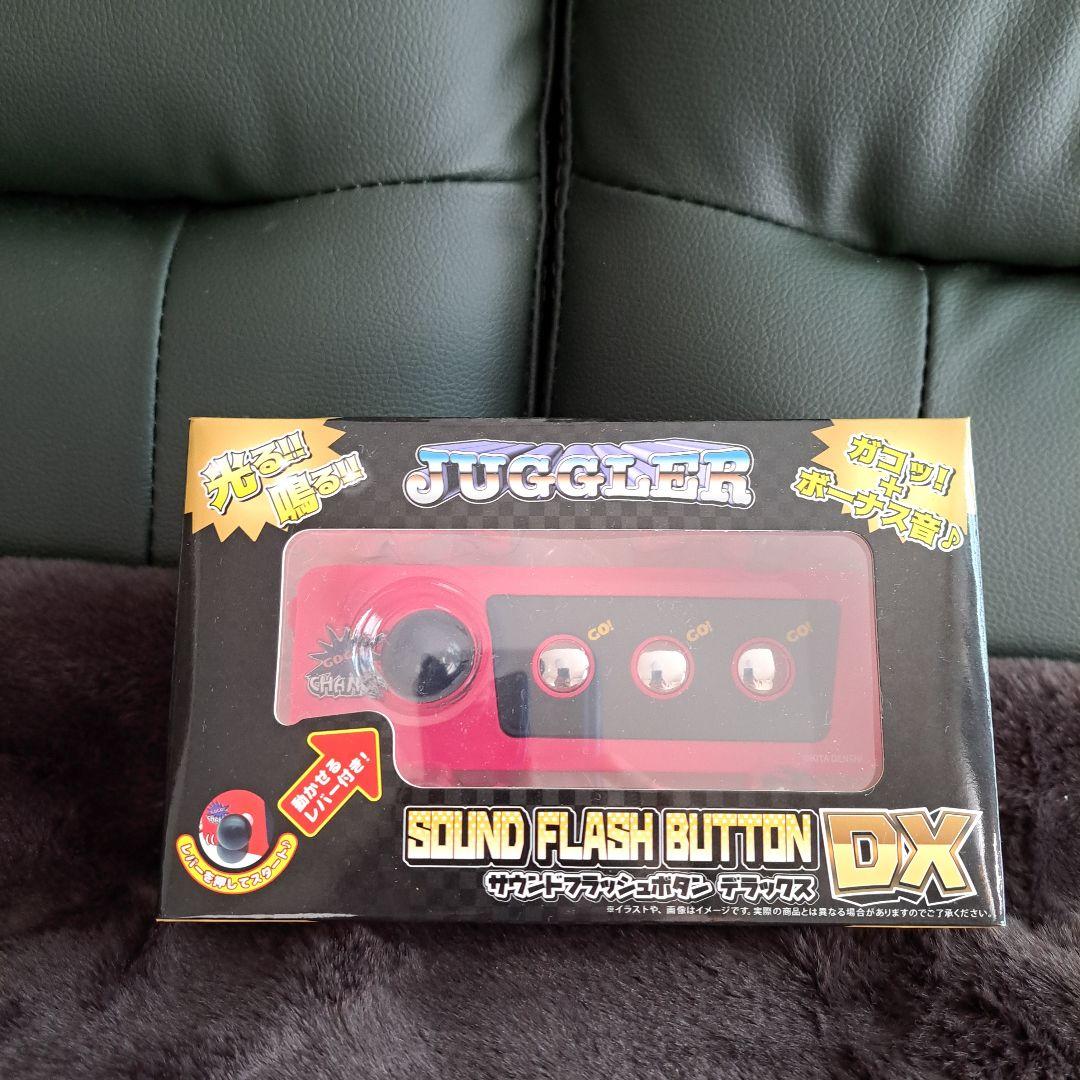 光る!!!
鳴る!!!
JUGGLER
ガコッ!
+
ボーナス音♪
GO!
GO!
GO!
CHAN
©KITA DENSHI
動かせる
レバー付き!
レバーを押してスタート♪
SOUND FLASH BUTTON DX
サウンドフラッシュボタン デラックス
※イラストや、画像はイメージです。実際の商品とは異なる場合がありますのでご了承ください。